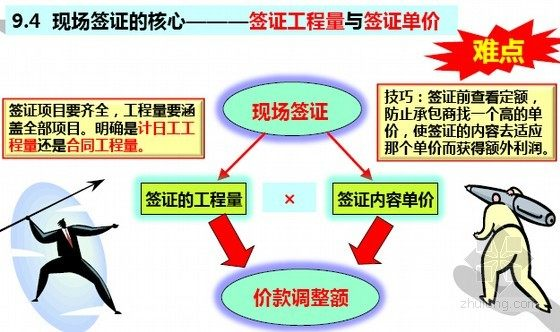 9.4 现场签证的核心————签证工程量与签证单价
难点
签证项目要齐全，工程量要涵
盖全部项目。明确是计日工工
程量还是合同工程量。
现场签证
技巧：签证前查看定额，
防止承包商找一个高的单
价，使签证的内容去适应
那个单价而获得额外利润。
签证的工程量
×
签证内容单价
价款调整额
zhulong.com